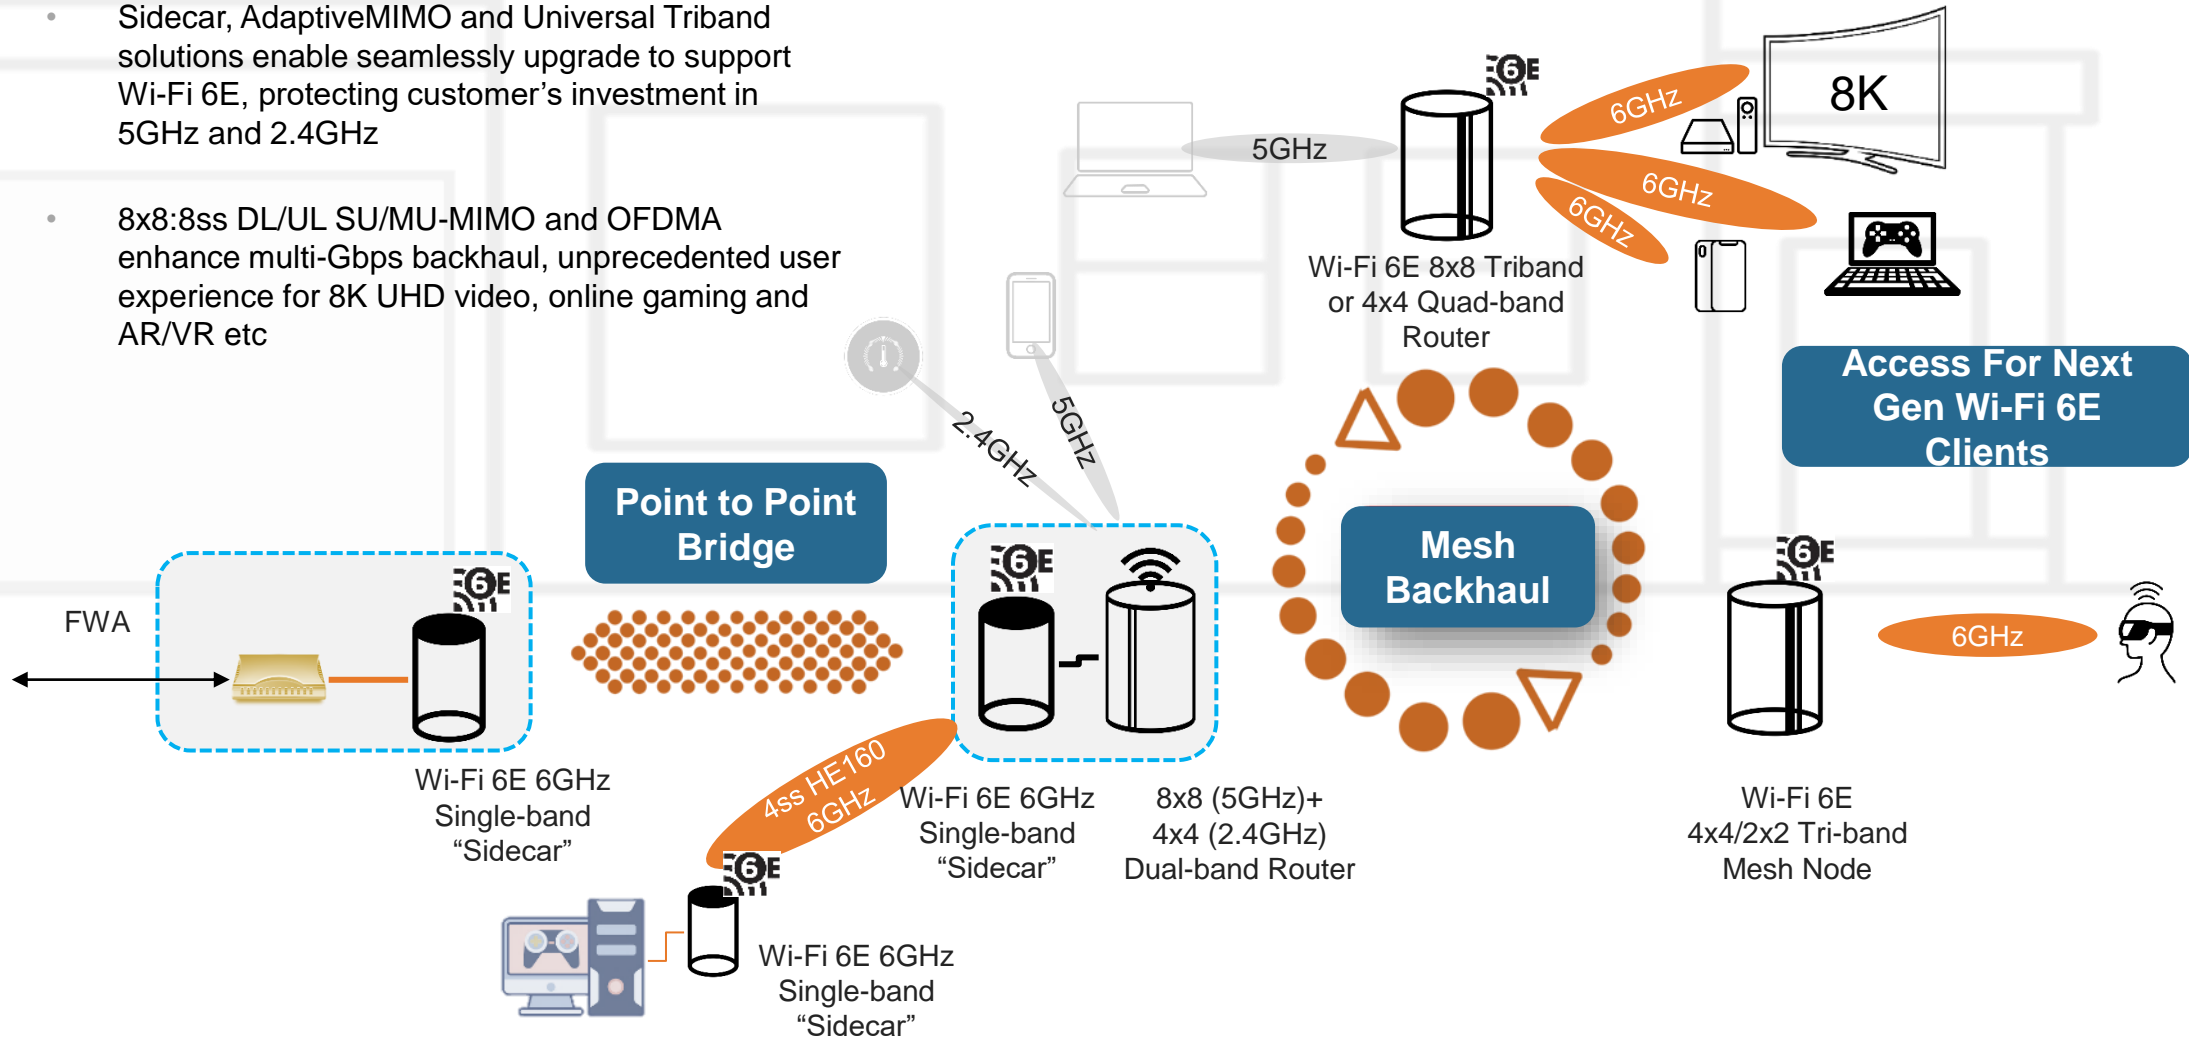 Sidecar, AdaptiveMIMO and Universal Triband
solutions enable seamlessly upgrade to support
Wi-Fi 6E, protecting customer’s investment in
5GHz and 2.4GHz
8x8:8ss DL/UL SU/MU-MIMO and OFDMA
enhance multi-Gbps backhaul, unprecedented user
experience for 8K UHD video, online gaming and
AR/VR etc
6E
5GHz
6GHz
6GHz
6GHz
8K
Wi-Fi 6E 8x8 Triband
or 4x4 Quad-band
Router
Access For Next
Gen Wi-Fi 6E
Clients
2.4GHz
5GHz
Point to Point
Bridge
Mesh
Backhaul
FWA
6E
6E
6E
6GHz
Wi-Fi 6E 6GHz
Single-band
“Sidecar”
4ss HE160
6GHz
Wi-Fi 6E 6GHz
Single-band
“Sidecar”
8x8 (5GHz)+
4x4 (2.4GHz)
Dual-band Router
Wi-Fi 6E
4x4/2x2 Tri-band
Mesh Node
6E
Wi-Fi 6E 6GHz
Single-band
“Sidecar”